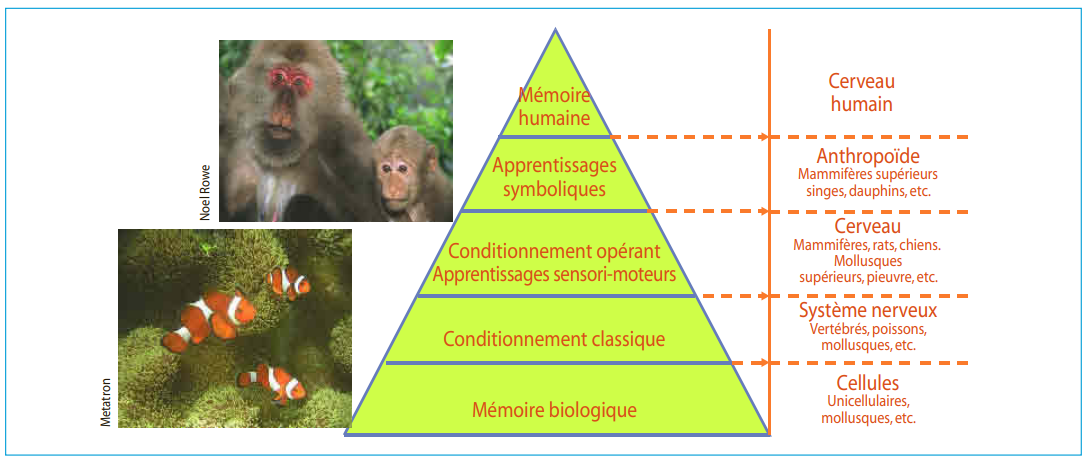 Noel Rowe
Metatron
Mémoire
humaine
Apprentissages
symboliques
Conditionnement opérant
Apprentissages sensori-moteurs
Conditionnement classique
Mémoire biologique
Cerveau
humain
Anthropoïde
Mammifères supérieurs
singes, dauphins, etc.
Cerveau
Mammifères, rats, chiens.
Mollusques
supérieurs, pieuvre, etc.
Système nerveux
Vertébrés, poissons,
mollusques, etc.
Cellules
Unicellulaires,
mollusques, etc.